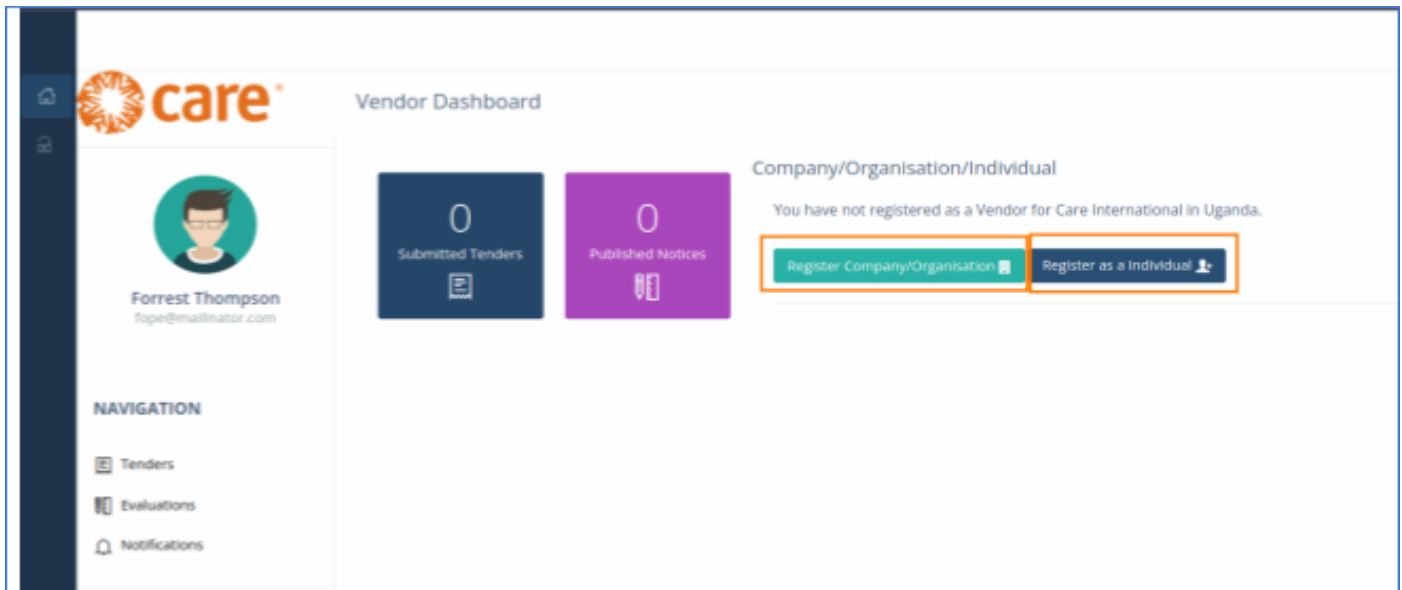 care
Vendor Dashboard
Forrest Thompson
fope@mailinator.com
NAVIGATION
Tenders
Evaluations
Notifications
0
Submitted Tenders
0
Published Notices
Company/Organisation/Individual
You have not registered as a Vendor for Care International in Uganda.
Register Company/Organisation
Register as a Individual